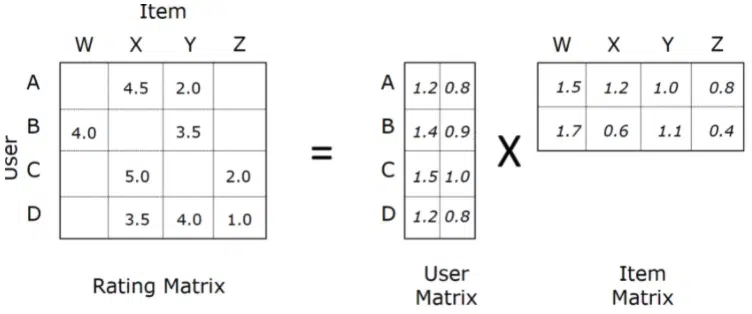 Item
W X Y Z
A 4.5 2.0
B 4.0 3.5
C 5.0 2.0
D 3.5 4.0 1.0
User
Rating Matrix
=
A 1.2 0.8
B 1.4 0.9
C 1.5 1.0
D 1.2 0.8
User
Matrix
X
W X Y Z
1.5 1.2 1.0 0.8
1.7 0.6 1.1 0.4
Item
Matrix